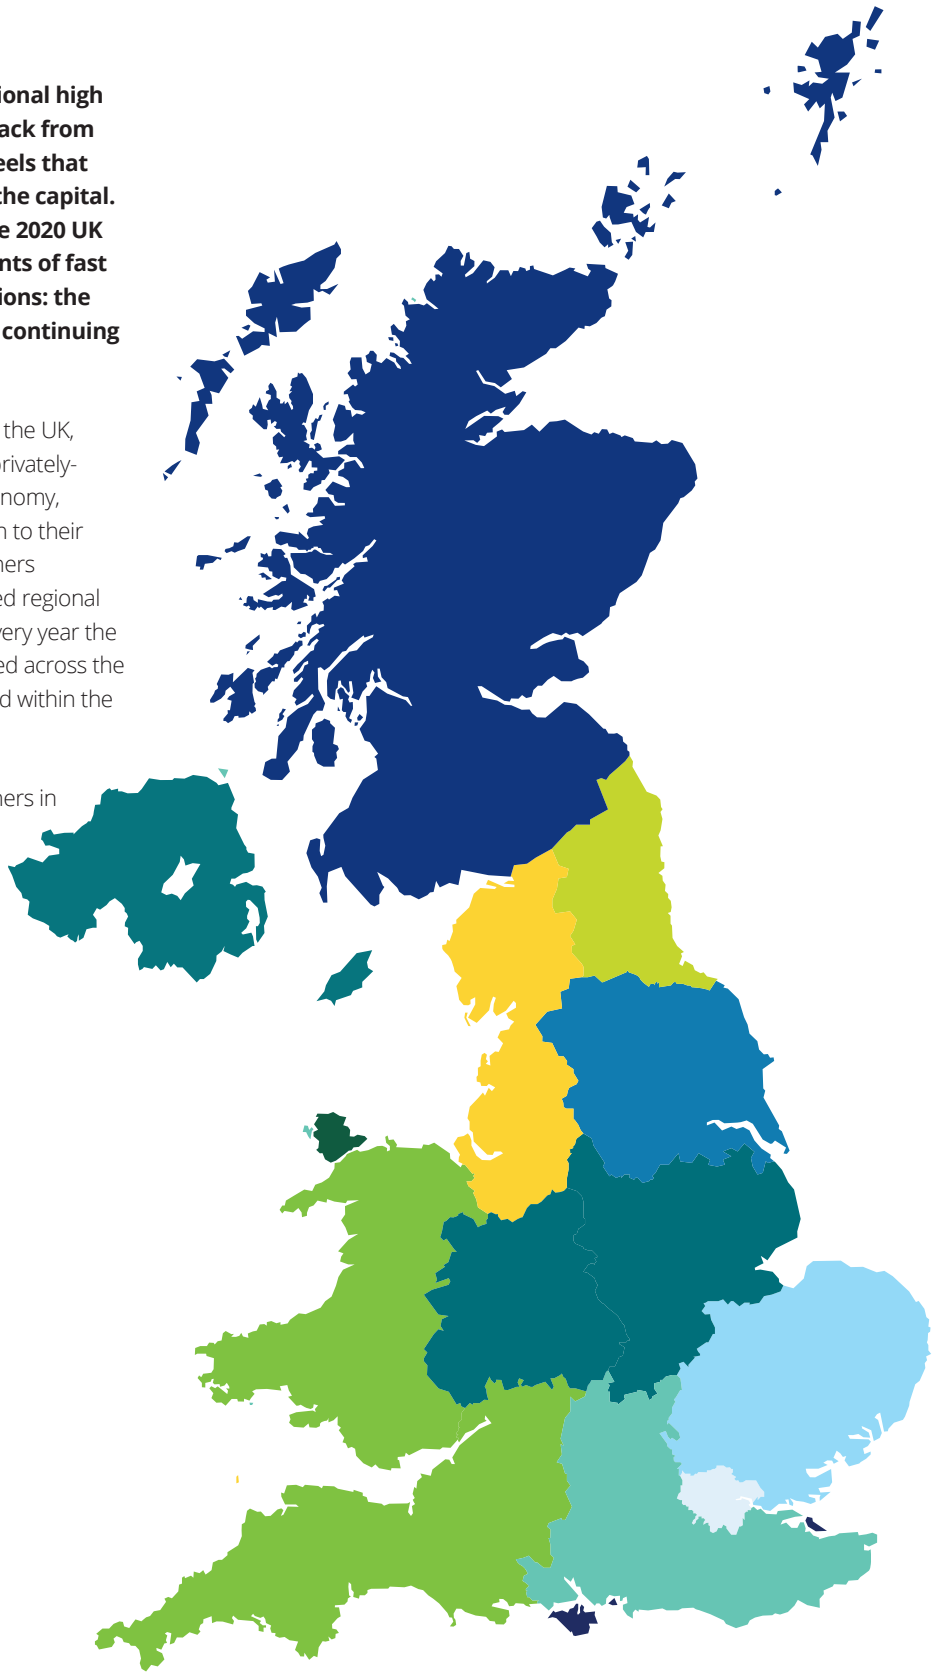 ional high
ack from
eels that
the capital.
e 2020 UK
nts of fast
ions: the
continuing
the UK,
rivately-
nomy,
n to their
ners
ed regional
very year the
ed across the
d within the
ners in